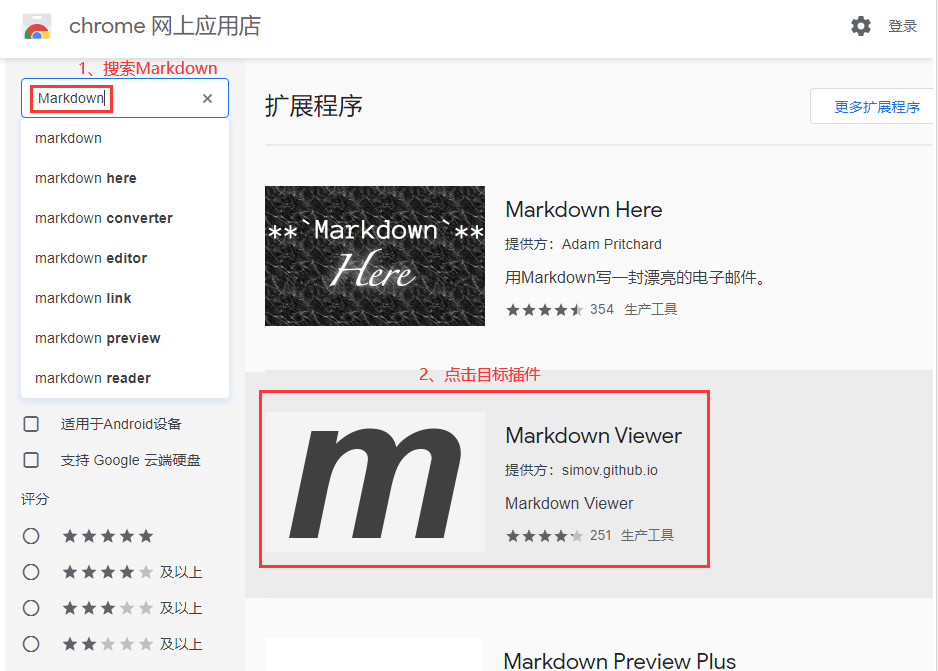 chrome 网上应用店
登录
1、搜索Markdown
Markdown
markdown
markdown here
markdown converter
markdown editor
markdown link
markdown preview
markdown reader
适用于Android设备
支持 Google 云端硬盘
评分
及以上
及以上
及以上
扩展程序
更多扩展程序
**`Markdown`**
Here
Markdown Here
提供方：Adam Pritchard
用Markdown写一封漂亮的电子邮件。
354 生产工具
2、点击目标插件
m
Markdown Viewer
提供方：simov.github.io
Markdown Viewer
251 生产工具
Markdown Preview Plus